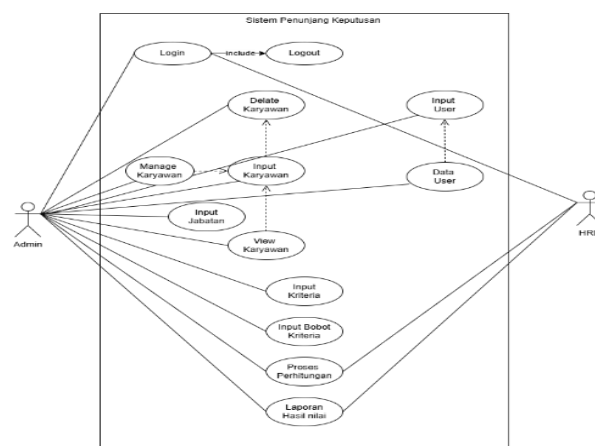 Sistem Penunjang Keputusan
Login
include
Logout
Delate
Karyawan
Input
User
Manage
Karyawan
Input
Karyawan
Data
User
Admin
Input
Jabatan
View
Karyawan
Input
Kriteria
Input Bobot
Kriteria
Proses
Perhitungan
Laporan
Hasil nilai